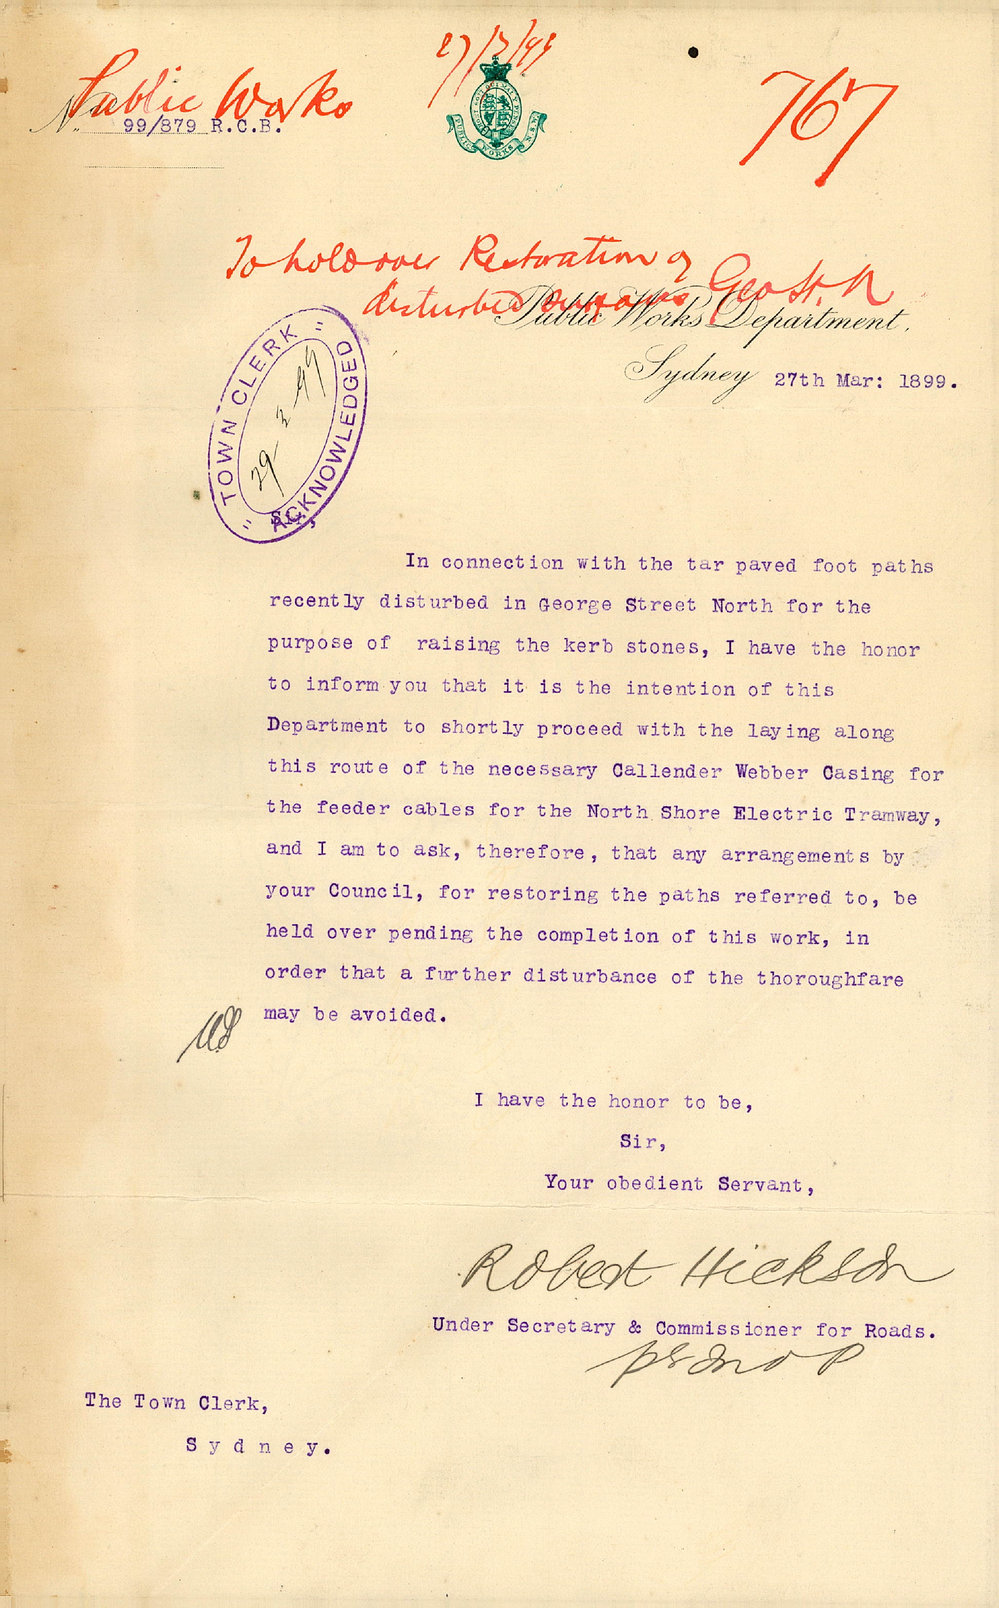 27/3/99
Public Works
767
No. 99/879 R.C.B.
PUBLIC WORKS N.S.W.
To hold over Restoration of
disturbed surfaces Geo St. N
Public Works Department,
Sydney 27th Mar: 1899.
" TOWN CLERK "
29 3 99
ACKNOWLEDGED
Sir,
In connection with the tar paved foot paths
recently disturbed in George Street North for the
purpose of raising the kerb stones, I have the honor
to inform you that it is the intention of this
Department to shortly proceed with the laying along
this route of the necessary Callender Webber Casing for
the feeder cables for the North Shore Electric Tramway,
and I am to ask, therefore, that any arrangements by
your Council, for restoring the paths referred to, be
held over pending the completion of this work, in
order that a further disturbance of the thoroughfare
may be avoided.
I have the honor to be,
Sir,
Your obedient Servant,
Robert Hickson
Under Secretary & Commissioner for Roads.
The Town Clerk,
Sydney.